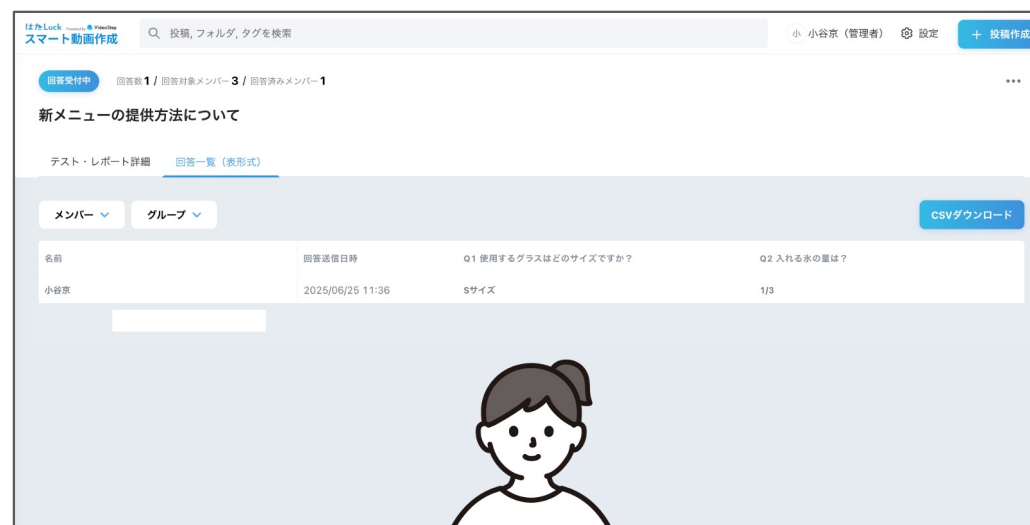 はたLuck Powered by VideoStep
スマート動画作成
投稿, フォルダ, タグを検索
小 小谷京（管理者）
設定
＋ 投稿作成
回答受付中
回答数 1 / 回答対象メンバー 3 / 回答済みメンバー 1
•••
新メニューの提供方法について
テスト・レポート詳細
回答一覧（表形式）
メンバー
グループ
CSVダウンロード
名前 回答送信日時 Q1 使用するグラスはどのサイズですか？ Q2 入れる氷の量は？
小谷京 2025/06/25 11:36 Sサイズ 1/3